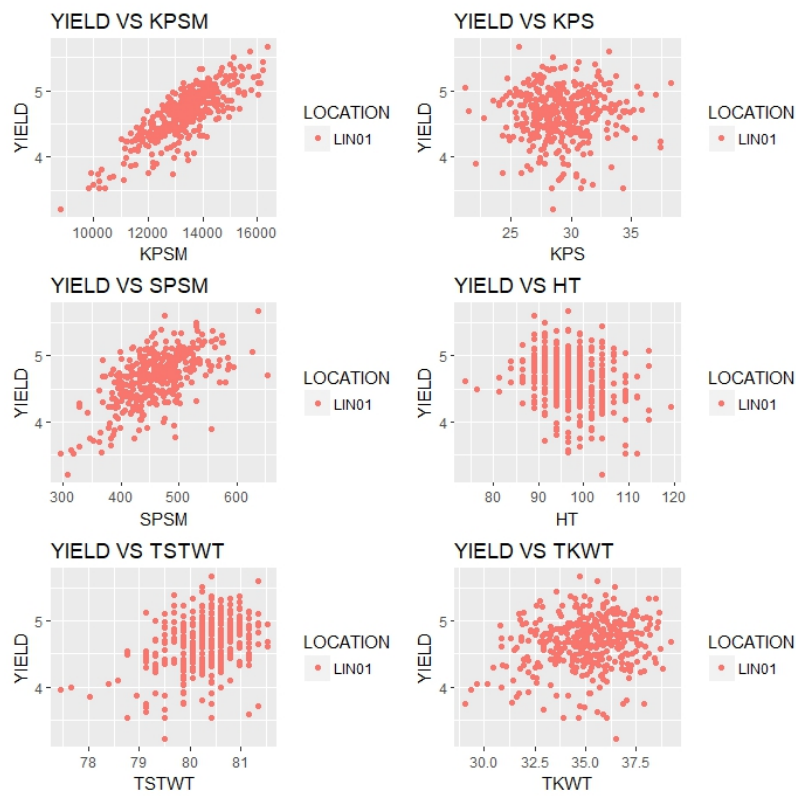 YIELD VS KPSM
YIELD
5
4
10000 12000 14000 16000
KPSM
LOCATION
LIN01
YIELD VS KPS
YIELD
5
4
25 30 35
KPS
LOCATION
LIN01
YIELD VS SPSM
YIELD
5
4
300 400 500 600
SPSM
LOCATION
LIN01
YIELD VS HT
YIELD
5
4
80 90 100 110 120
HT
LOCATION
LIN01
YIELD VS TSTWT
YIELD
5
4
78 79 80 81
TSTWT
LOCATION
LIN01
YIELD VS TKWT
YIELD
5
4
30.0 32.5 35.0 37.5
TKWT
LOCATION
LIN01